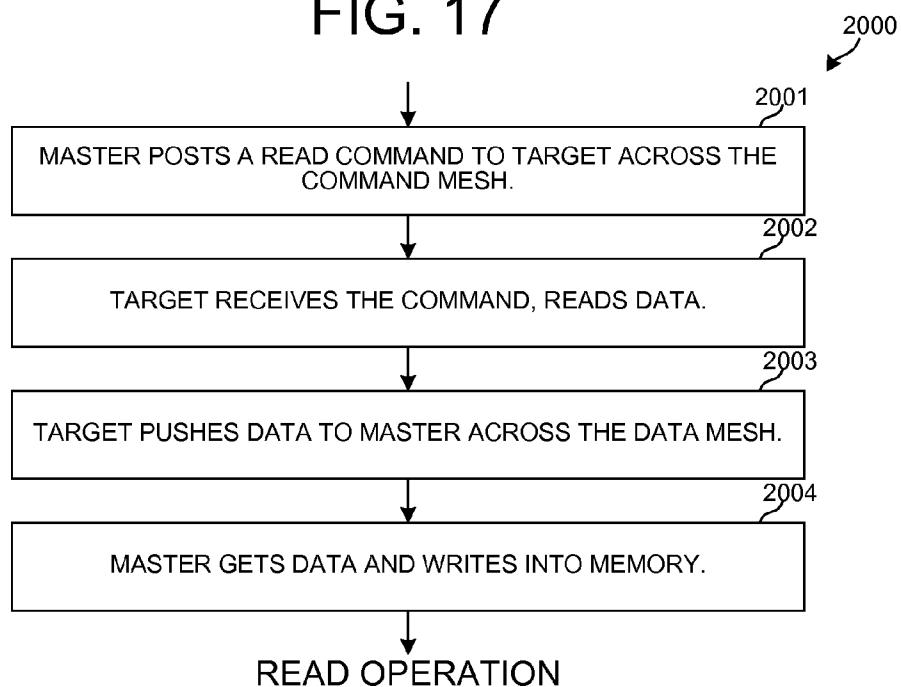 FIG. 17
2000
2001
MASTER POSTS A READ COMMAND TO TARGET ACROSS THE
COMMAND MESH.
2002
TARGET RECEIVES THE COMMAND, READS DATA.
2003
TARGET PUSHES DATA TO MASTER ACROSS THE DATA MESH.
2004
MASTER GETS DATA AND WRITES INTO MEMORY.
READ OPERATION